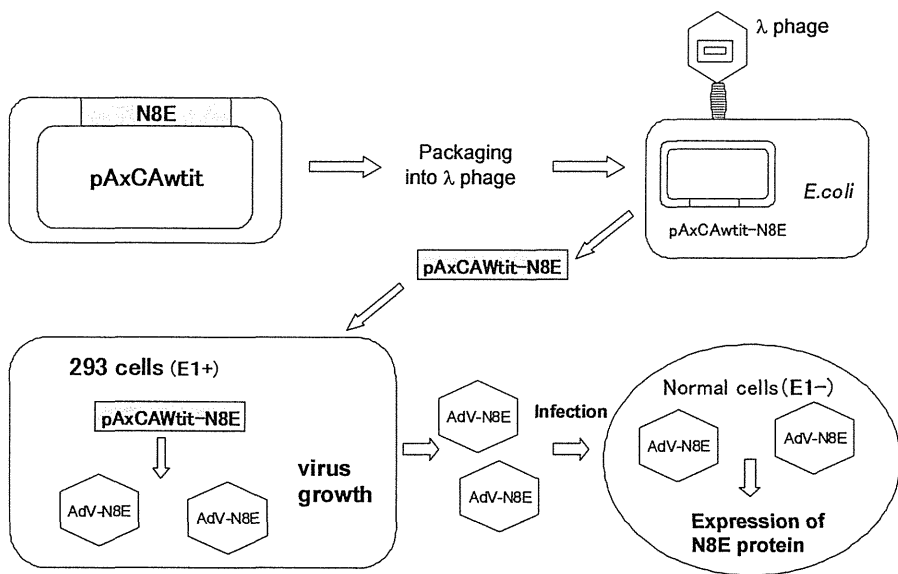 λ phage
N8E
pAxCAwtit
Packaging
into λ phage
E.coli
pAxCAwtit-N8E
pAxCAWtit-N8E
293 cells (E1+)
pAxCAWtit-N8E
AdV-N8E
AdV-N8E
virus
growth
AdV-N8E
AdV-N8E
Infection
Normal cells(E1-)
AdV-N8E
AdV-N8E
Expression of
N8E protein